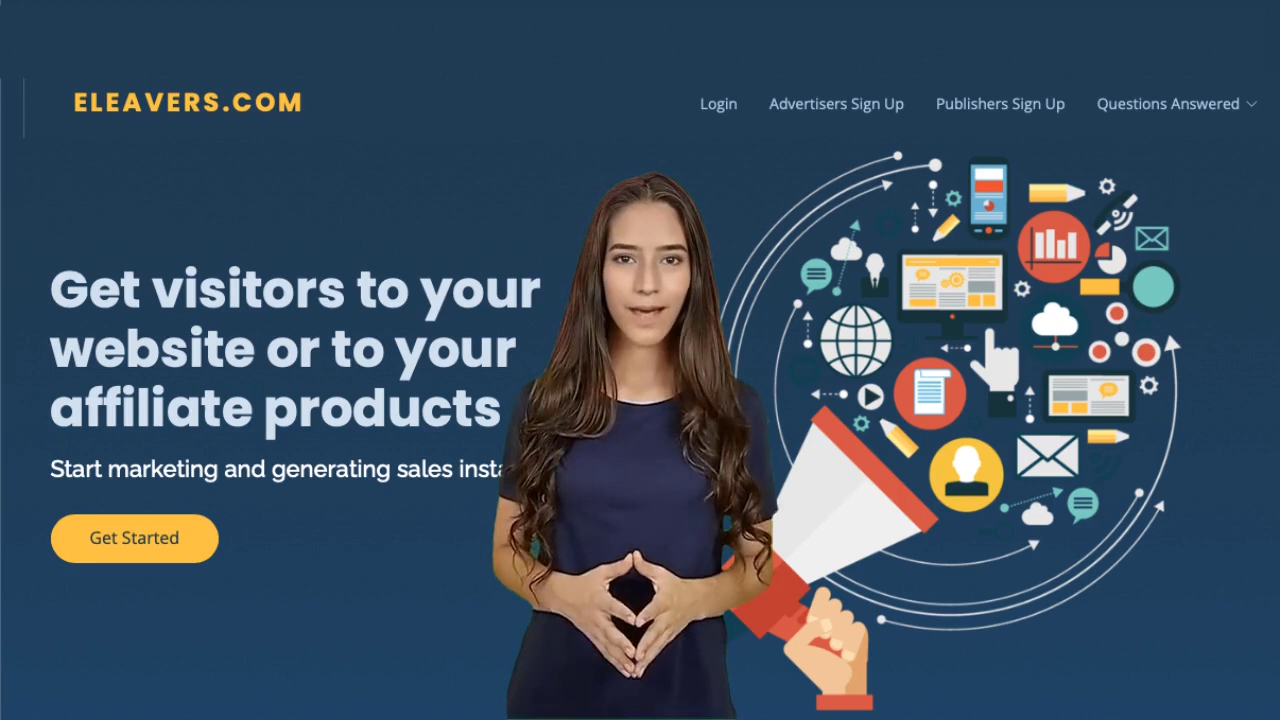 ELEAVERS.COM
Login Advertisers Sign Up Publishers Sign Up Questions Answered
Get visitors to your
website or to your
affiliate products
Start marketing and generating sales insta
Get Started